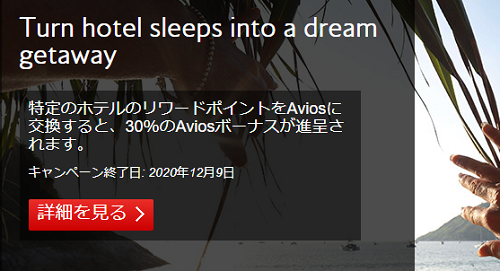 Turn hotel sleeps into a dream
getaway
特定のホテルのリワードポイントをAviosに
交換すると、30%のAviosボーナスが進呈さ
れます。
キャンペーン終了日: 2020年12月9日
詳細を見る